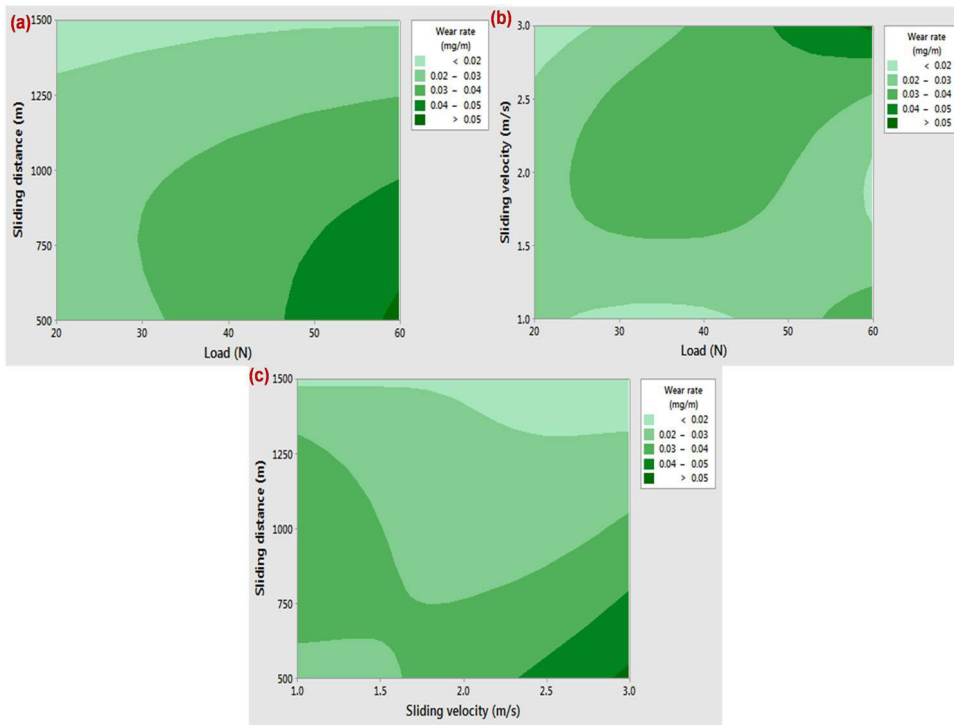 (a)
1500
1250
1000
750
500
20 30 40 50 60
Sliding distance (m)
Load (N)
Wear rate
(mg/m)
< 0.02
0.02 – 0.03
0.03 – 0.04
0.04 – 0.05
> 0.05
(b)
3.0
2.5
2.0
1.5
1.0
20 30 40 50 60
Sliding velocity (m/s)
Load (N)
Wear rate
(mg/m)
< 0.02
0.02 – 0.03
0.03 – 0.04
0.04 – 0.05
> 0.05
(c)
1500
1250
1000
750
500
1.0 1.5 2.0 2.5 3.0
Sliding distance (m)
Sliding velocity (m/s)
Wear rate
(mg/m)
< 0.02
0.02 – 0.03
0.03 – 0.04
0.04 – 0.05
> 0.05